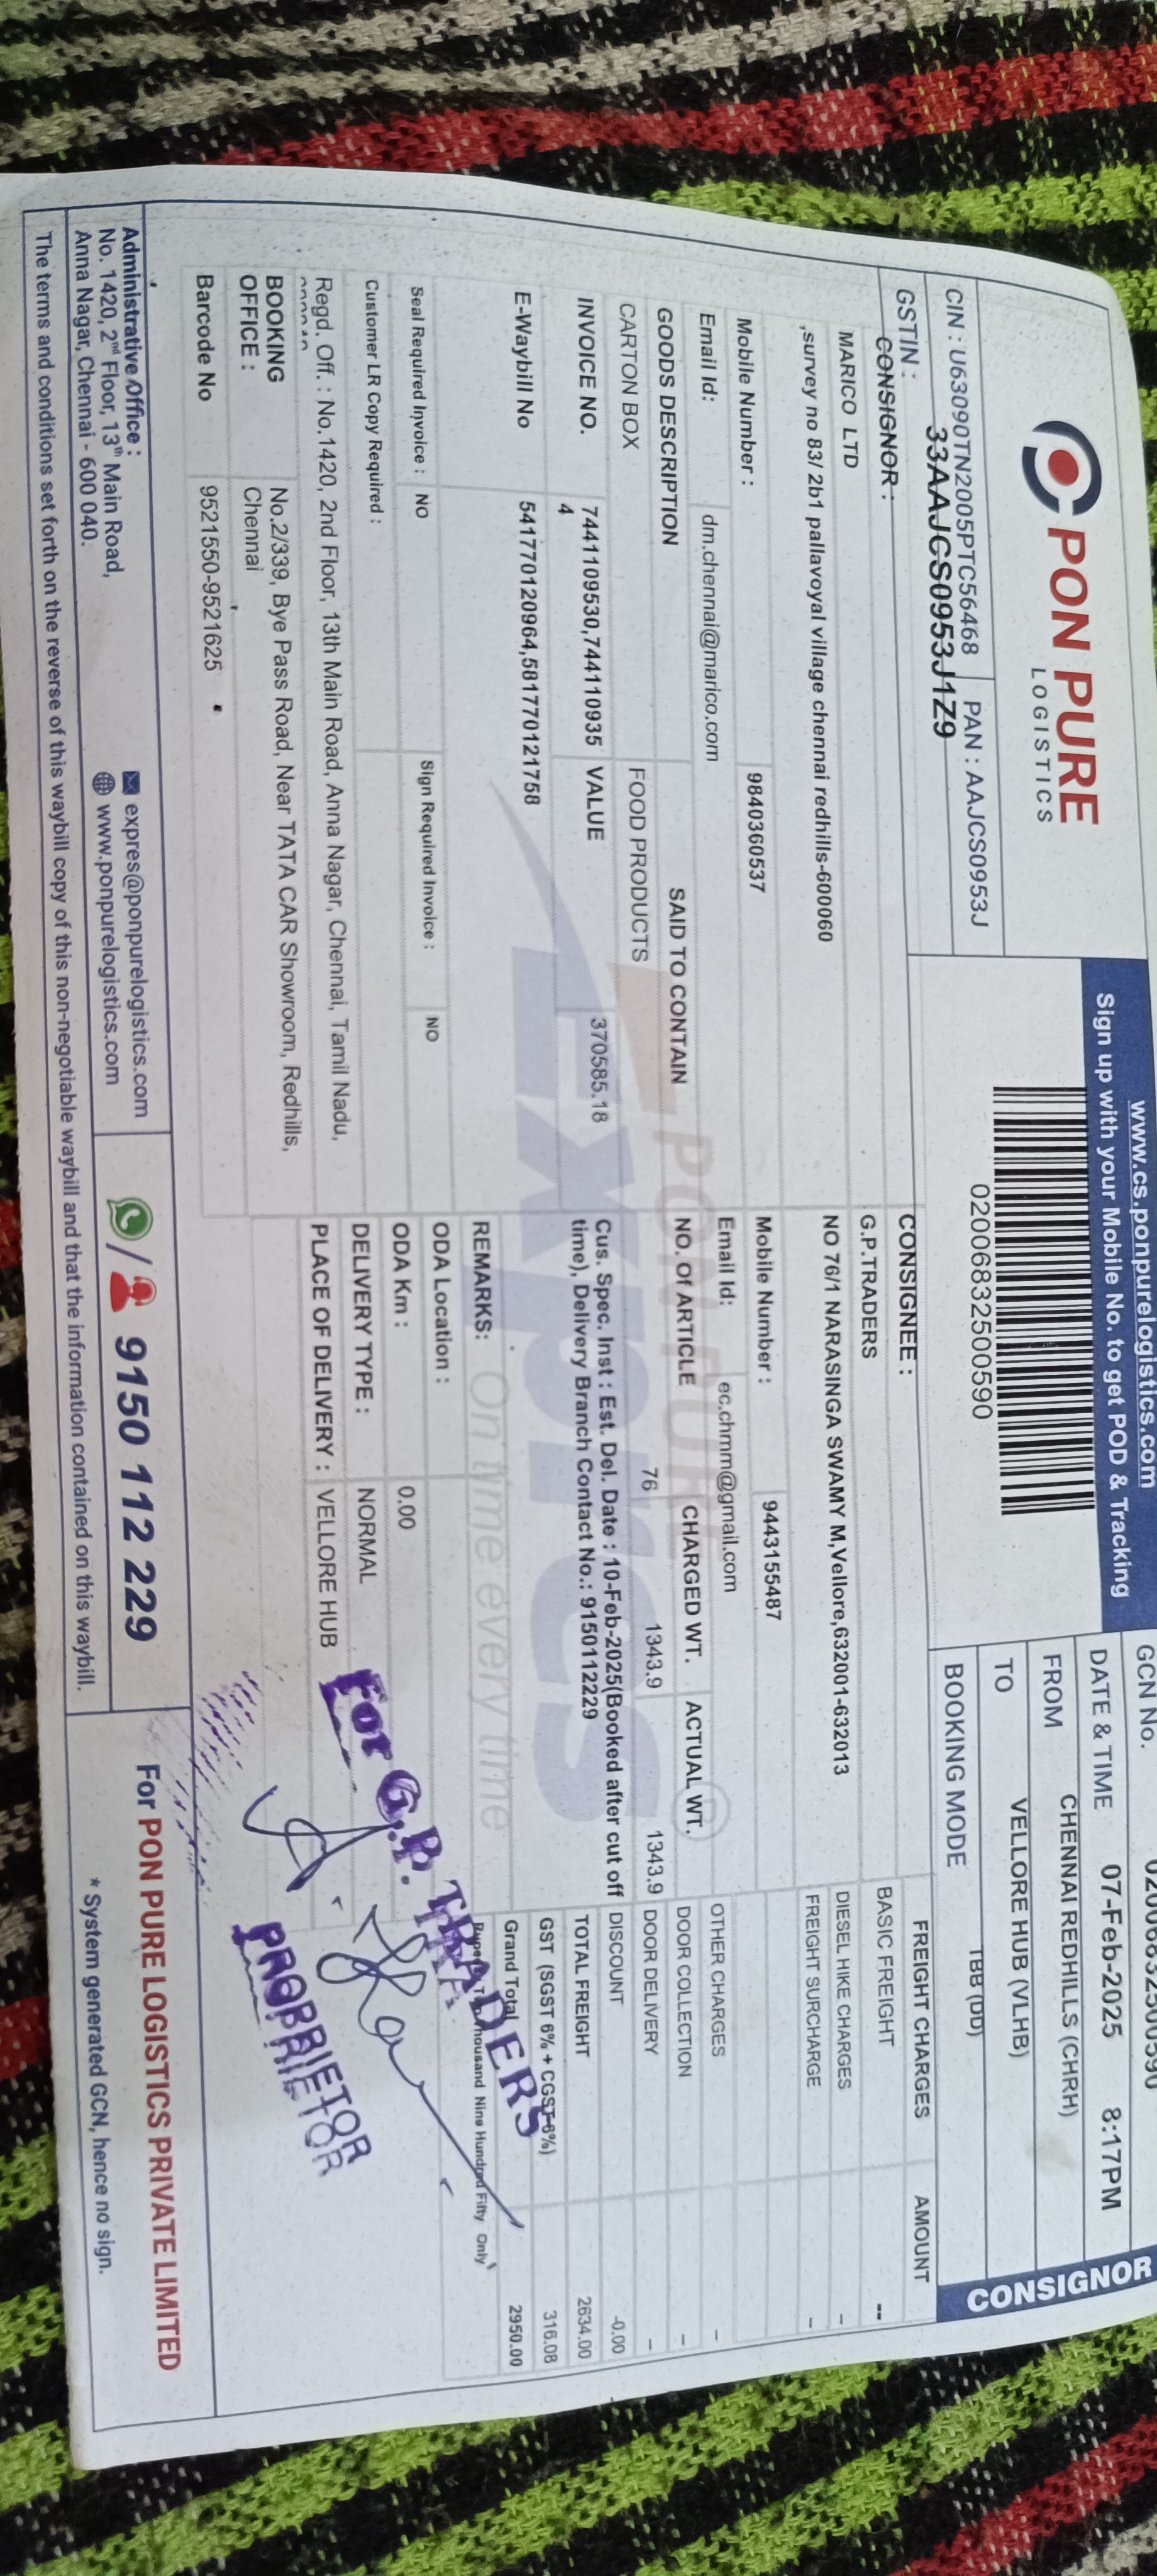 PON PURE
LOGISTICS
CIN : U63090TN2005PTC56468
PAN : AAJCS0953J
GSTIN : 33AAJCS0953J1Z9
www.cs.ponpurelogistics.com
Sign up with your Mobile No. to get POD & Tracking
02006832500590
GCN No. 02006832500590
DATE & TIME 07-Feb-2025 8:17PM
FROM CHENNAI REDHILLS (CHRH)
TO VELLORE HUB (VLHB)
BOOKING MODE TBB (DD)
CONSIGNOR
CONSIGNOR :
MARICO LTD
,survey no 83/ 2b1 pallavoyal village chennai redhills-600060
Mobile Number : 9840360537
Email Id: dm.chennai@marico.com
CONSIGNEE :
G.P.TRADERS
NO 76/1 NARASINGA SWAMY M,Vellore,632001-632013
Mobile Number : 9443155487
Email Id: ec.chmm@gmail.com
GOODS DESCRIPTION SAID TO CONTAIN NO. Of ARTICLE CHARGED WT. ACTUAL WT.
CARTON BOX FOOD PRODUCTS 76 1343.9 1343.9
INVOICE NO. 7441109530,744110935
4
VALUE 370585.18
Cus. Spec. Inst : Est. Del. Date : 10-Feb-2025(Booked after cut off
time), Delivery Branch Contact No.: 9150112229
E-Waybill No 541770120964,581770121758
REMARKS:
Seal Required Invoice : NO Sign Required Invoice : NO
ODA Location :
ODA Km : 0.00
Customer LR Copy Required :
DELIVERY TYPE : NORMAL
Regd. Off. : No.1420, 2nd Floor, 13th Main Road, Anna Nagar, Chennai, Tamil Nadu,
PLACE OF DELIVERY : VELLORE HUB
BOOKING OFFICE : No.2/339, Bye Pass Road, Near TATA CAR Showroom, Redhills,
Chennai
Barcode No 9521550-9521625
FREIGHT CHARGES AMOUNT
BASIC FREIGHT --
DIESEL HIKE CHARGES -
FREIGHT SURCHARGE -
OTHER CHARGES -
DOOR COLLECTION -
DOOR DELIVERY -
DISCOUNT -0.00
TOTAL FREIGHT 2634.00
GST (SGST 6% + CGST 6%) 316.08
Grand Total 2950.00
Rupees Two Thousand Nine Hundred Fifty Only
PON PURE
Exprcs
On time every time
For G.P. TRADERS
PROPRIETOR
Administrative Office :
No. 1420, 2nd Floor, 13th Main Road,
Anna Nagar, Chennai - 600 040.
expres@ponpurelogistics.com
www.ponpurelogistics.com
9150 112 229
For PON PURE LOGISTICS PRIVATE LIMITED
* System generated GCN, hence no sign.
The terms and conditions set forth on the reverse of this waybill copy of this non-negotiable waybill and that the information contained on this waybill.